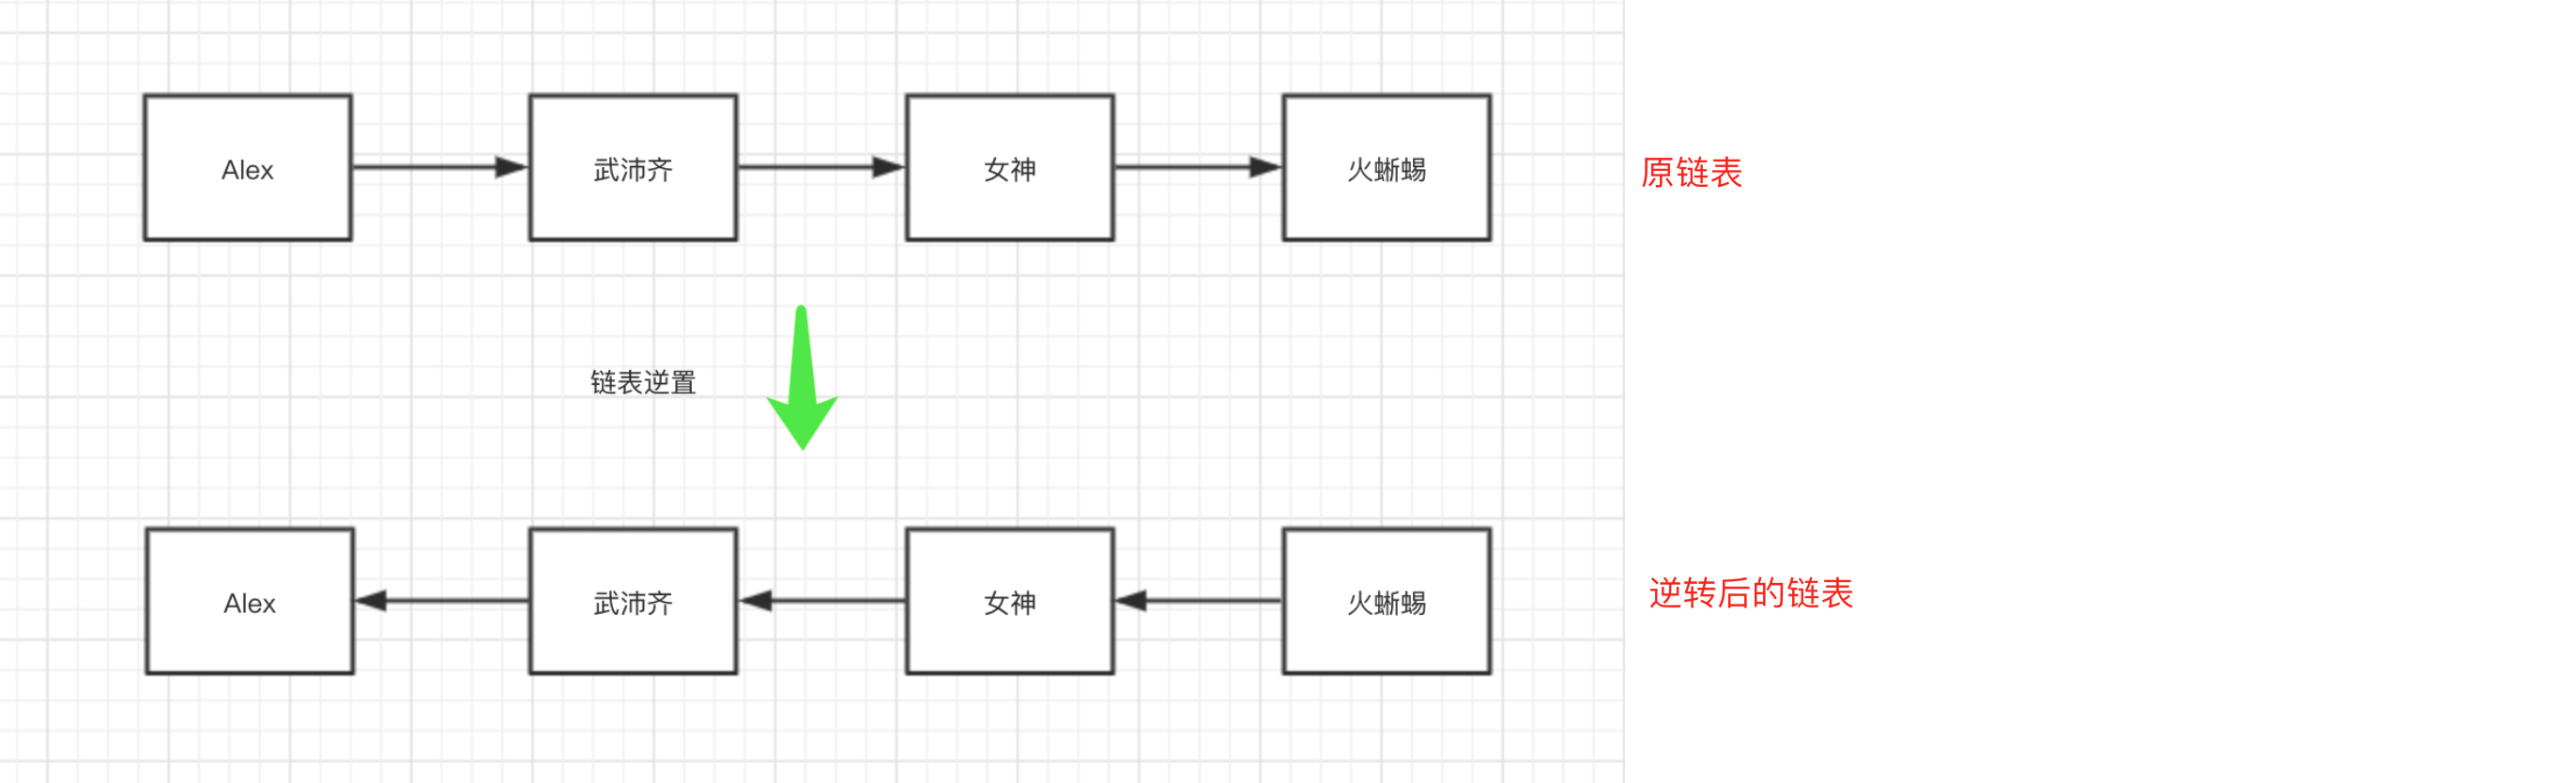 Alex
武沛齐
女神
火蜥蜴
原链表
链表逆置
Alex
武沛齐
女神
火蜥蜴
逆转后的链表